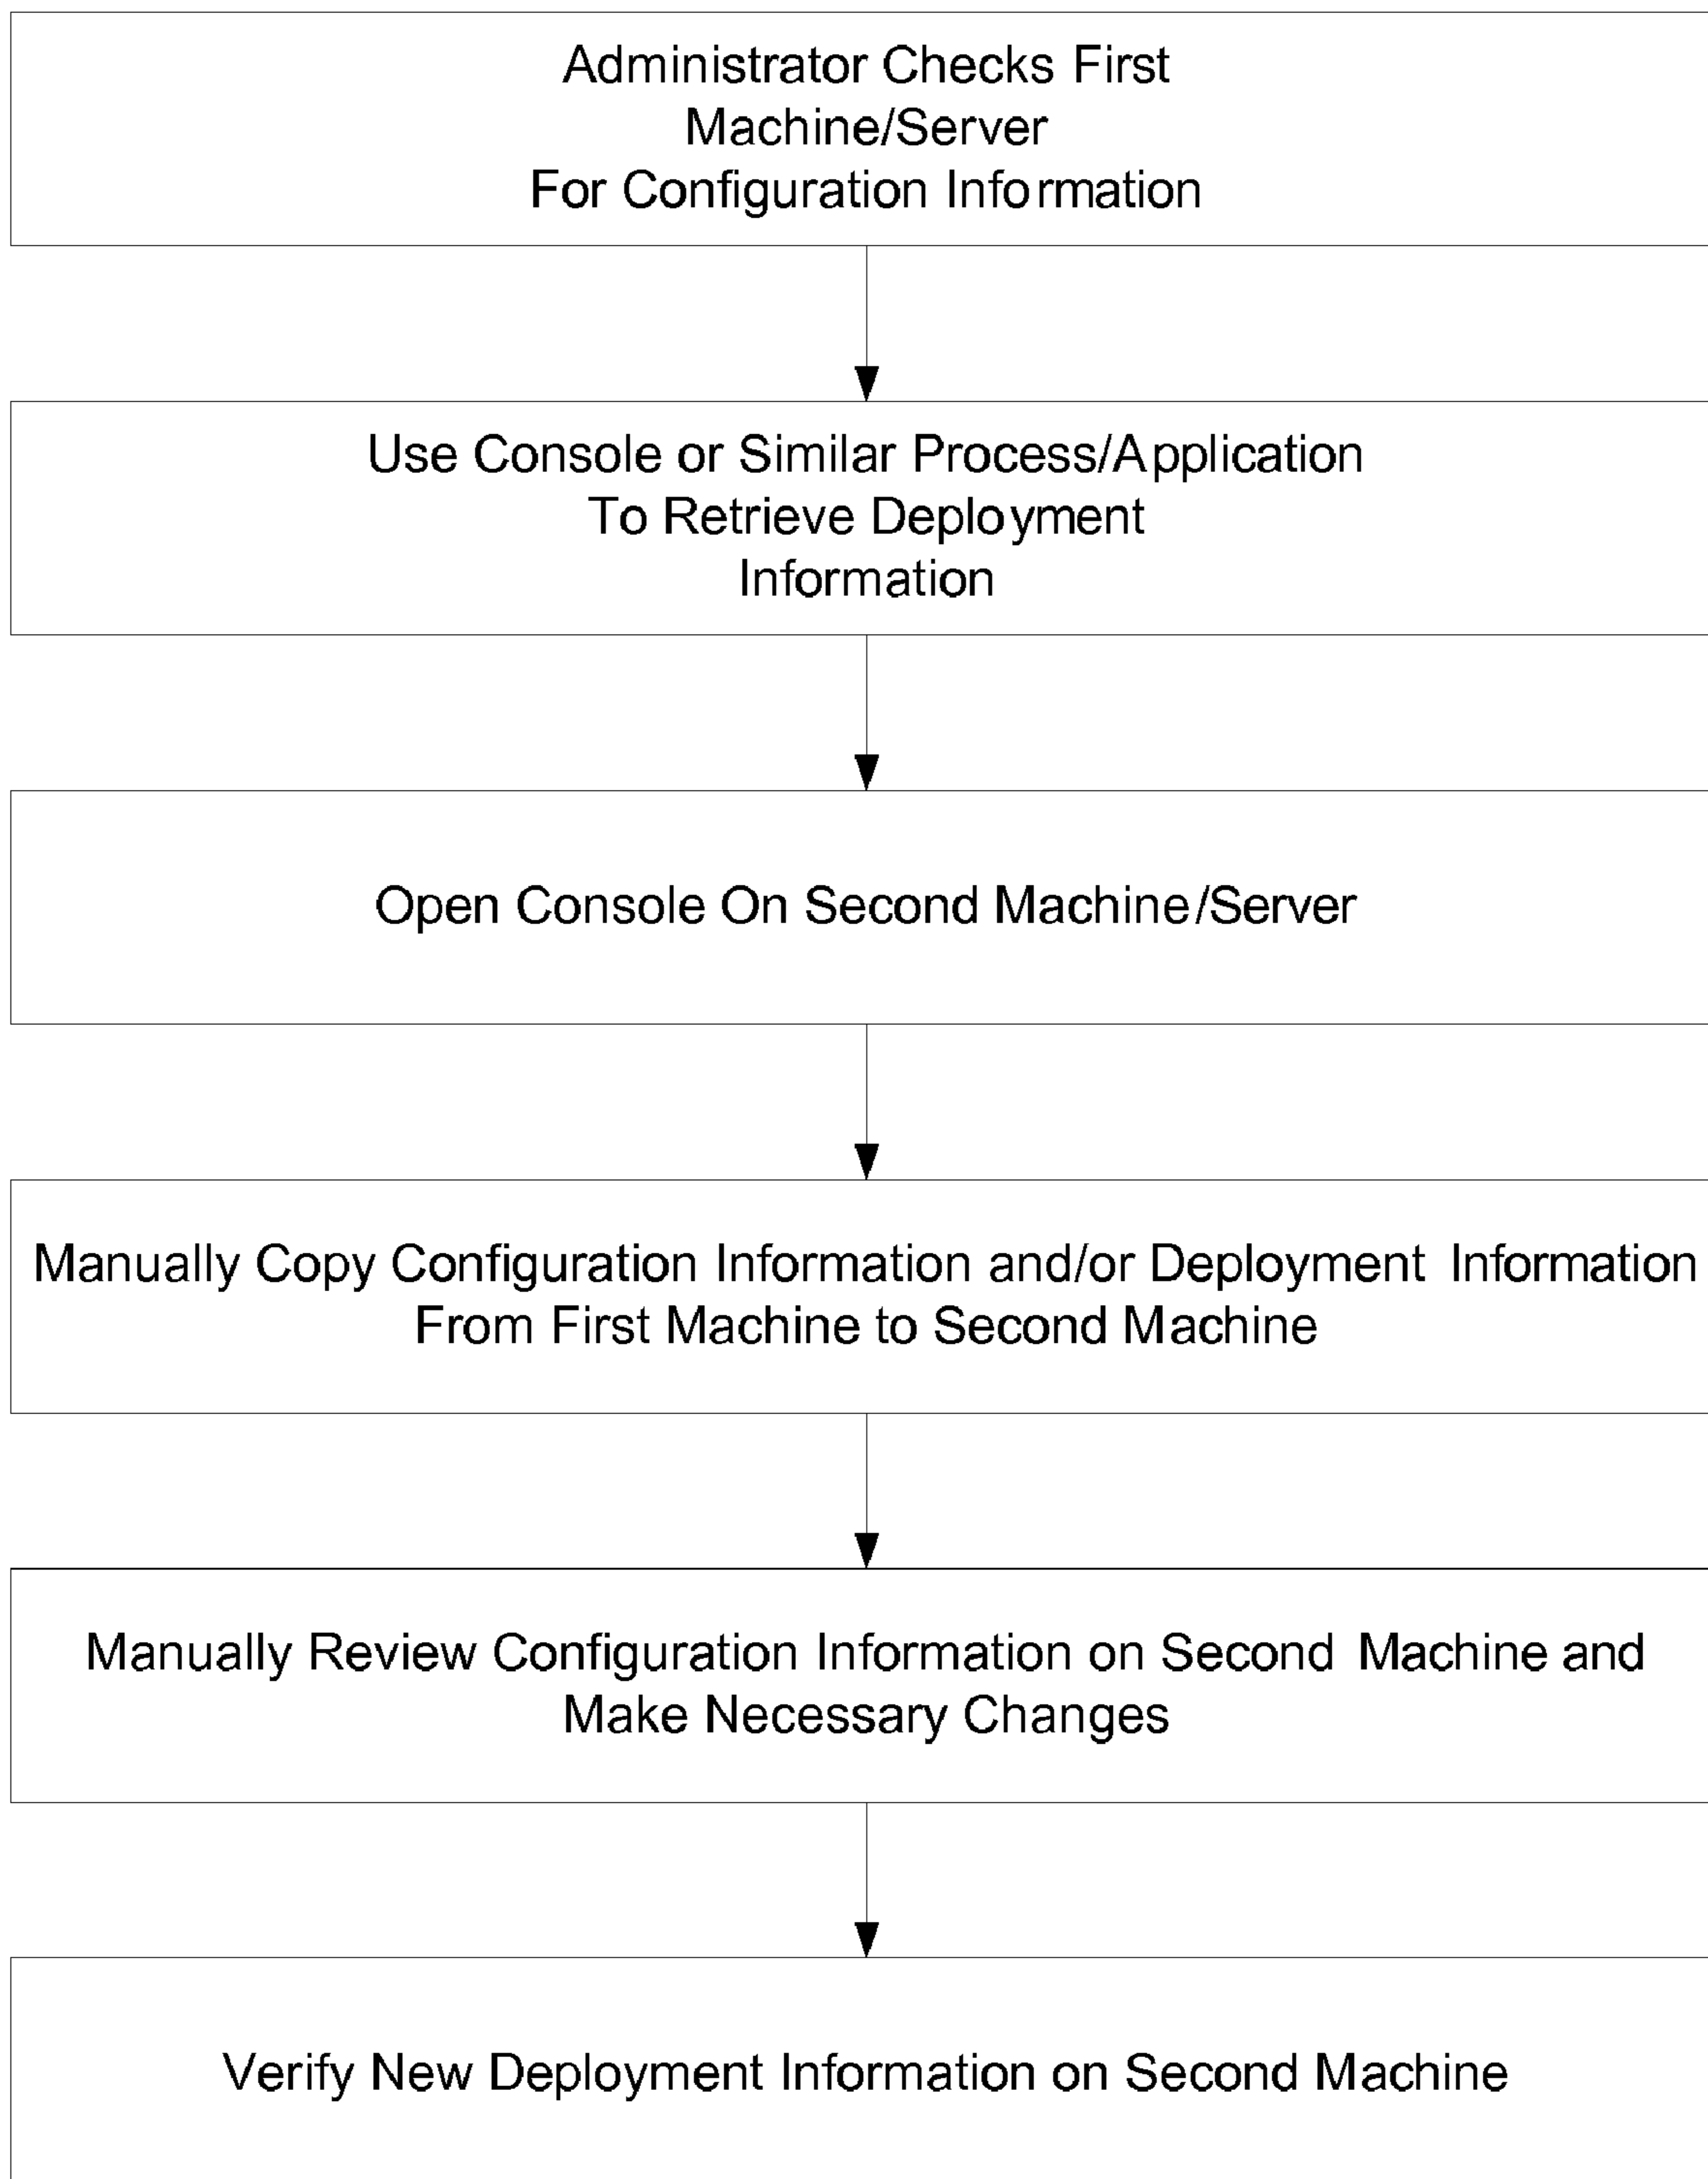 Administrator Checks First
Machine/Server
For Configuration Information
Use Console or Similar Process/Application
To Retrieve Deployment
Information
Open Console On Second Machine/Server
Manually Copy Configuration Information and/or Deployment Information
From First Machine to Second Machine
Manually Review Configuration Information on Second Machine and
Make Necessary Changes
Verify New Deployment Information on Second Machine